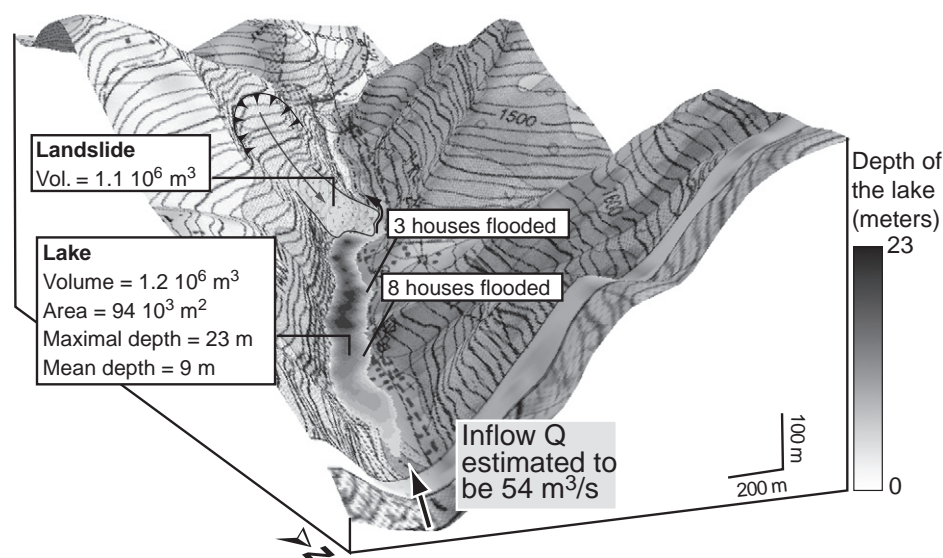 1500
Landslide
Vol. = 1.1 10⁶ m³
3 houses flooded
1600
Lake
Volume = 1.2 10⁶ m³
Area = 94 10³ m²
Maximal depth = 23 m
Mean depth = 9 m
8 houses flooded
Inflow Q
estimated to
be 54 m³/s
100 m
200 m
N
Depth of
the lake
(meters)
23
0